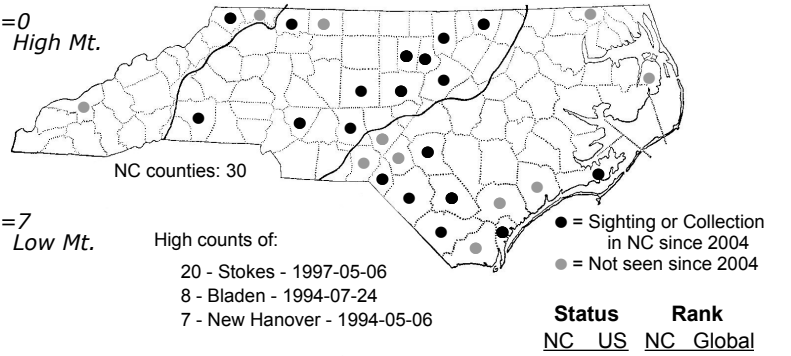 =0
High Mt.
NC counties: 30
=7
Low Mt.
High counts of:
20 - Stokes - 1997-05-06
8 - Bladen - 1994-07-24
7 - New Hanover - 1994-05-06
= Sighting or Collection
in NC since 2004
= Not seen since 2004
Status Rank
NC US NC Global